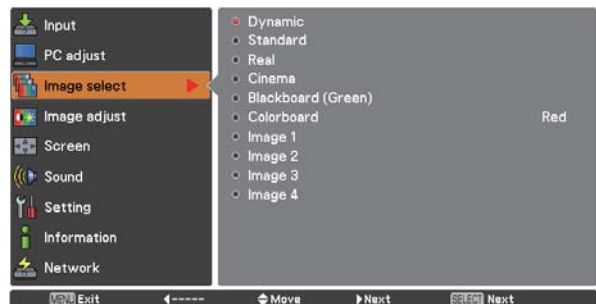 Input
PC adjust
Image select
Image adjust
Screen
Sound
Setting
Information
Network
Dynamic
Standard
Real
Cinema
Blackboard (Green)
Colorboard Red
Image 1
Image 2
Image 3
Image 4
MENU Exit ◀----- Move ▶Next SELECT Next